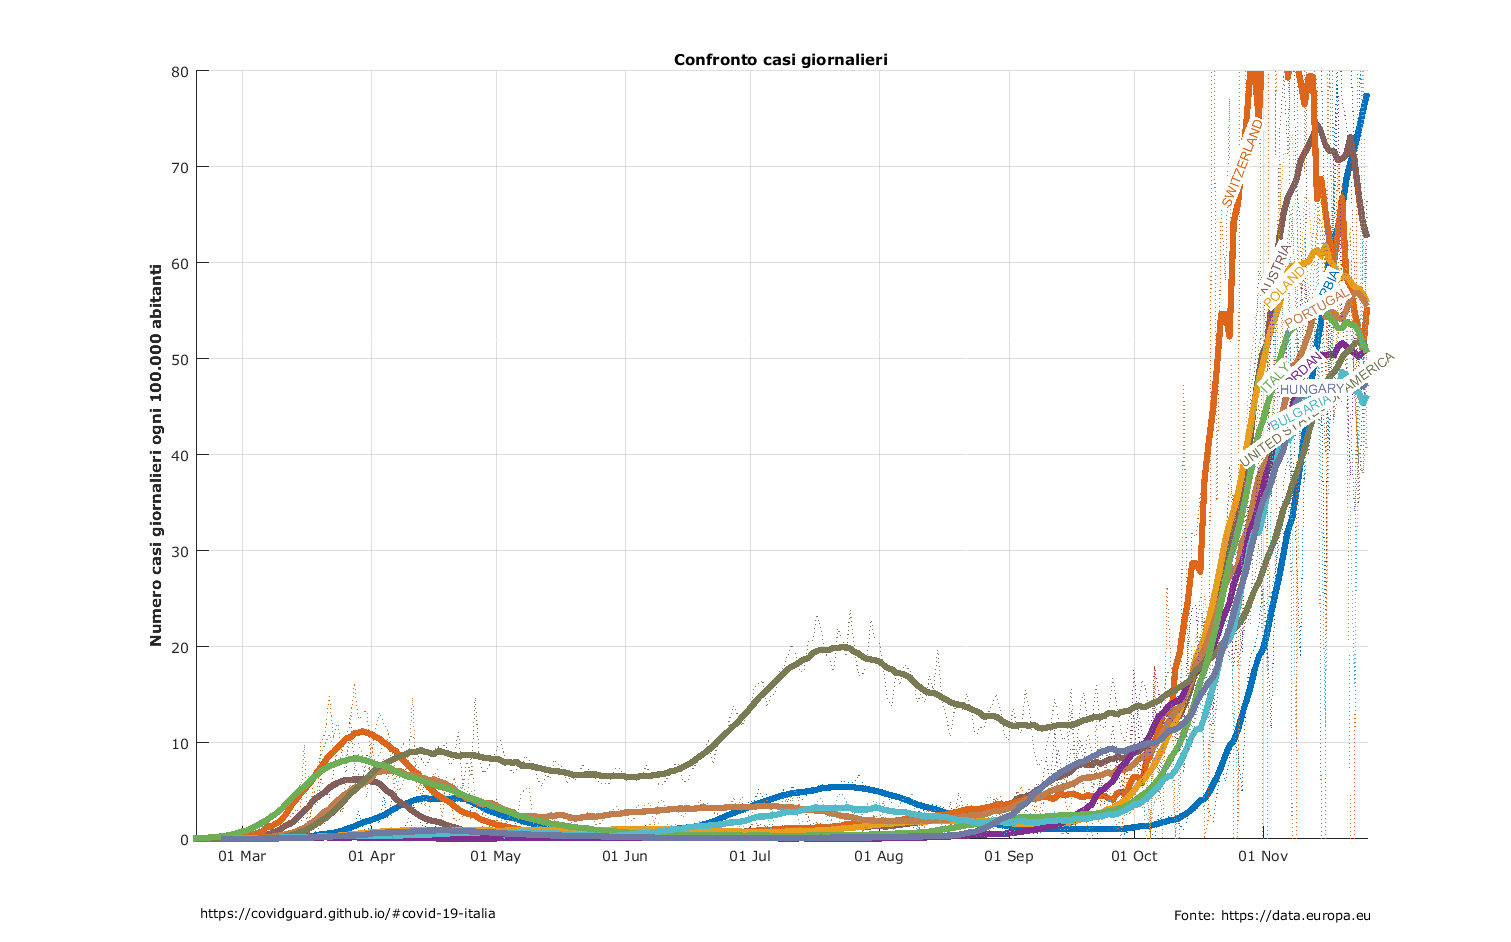 Confronto casi giornalieri
Numero casi giornalieri ogni 100.000 abitanti
80
70
60
50
40
30
20
10
0
SWITZERLAND
POLAND
PORTUGAL
ITALY
HUNGARY
BULGARIA
UNITED
AMERICA
01 Mar
01 Apr
01 May
01 Jun
01 Jul
01 Aug
01 Sep
01 Oct
01 Nov
https://covidguard.github.io/#covid-19-italia
Fonte: https://data.europa.eu